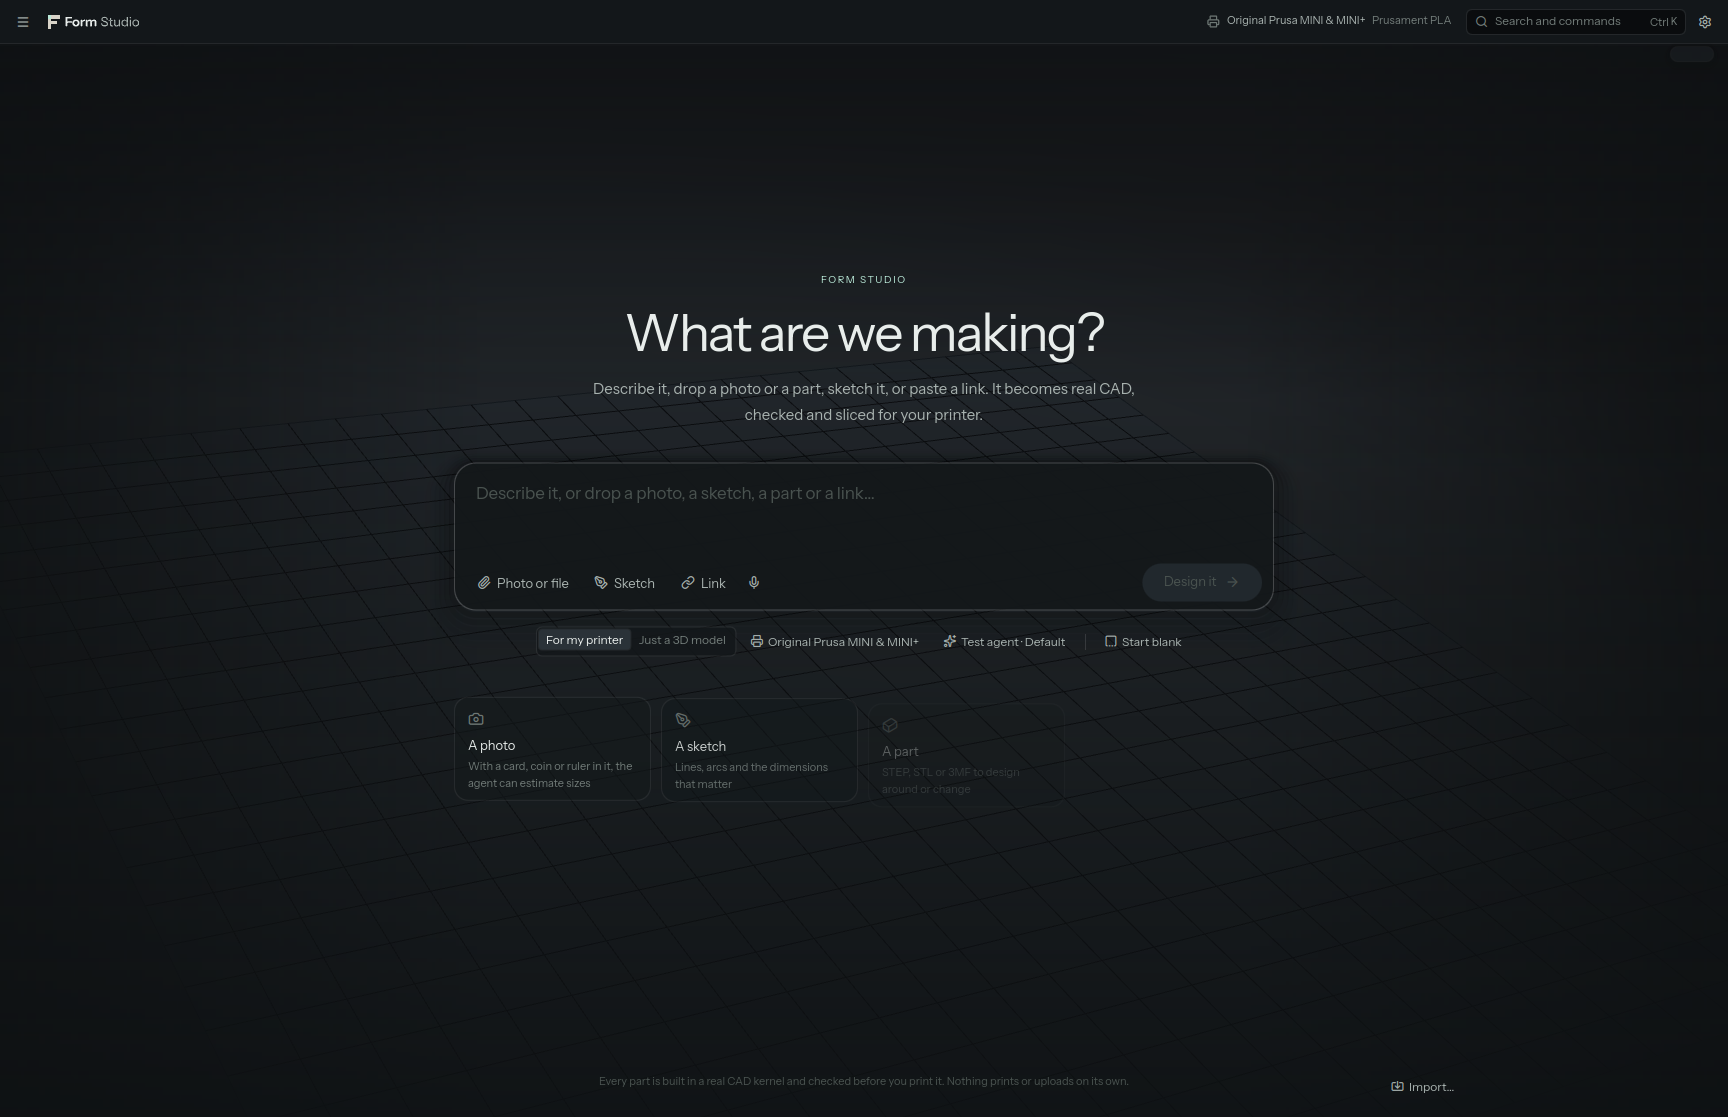 Form Studio
Original Prusa MINI & MINI+ Prusament PLA
Search and commands Ctrl K
FORM STUDIO
What are we making?
Describe it, drop a photo or a part, sketch it, or paste a link. It becomes real CAD,
checked and sliced for your printer.
Describe it, or drop a photo, a sketch, a part or a link...
Photo or file Sketch Link Design it
For my printer Just a 3D model Original Prusa MINI & MINI+ Test agent · Default Start blank
A photo
With a card, coin or ruler in it, the
agent can estimate sizes
A sketch
Lines, arcs and the dimensions
that matter
A part
STEP, STL or 3MF to design
around or change
Every part is built in a real CAD kernel and checked before you print it. Nothing prints or uploads on its own.
Import...